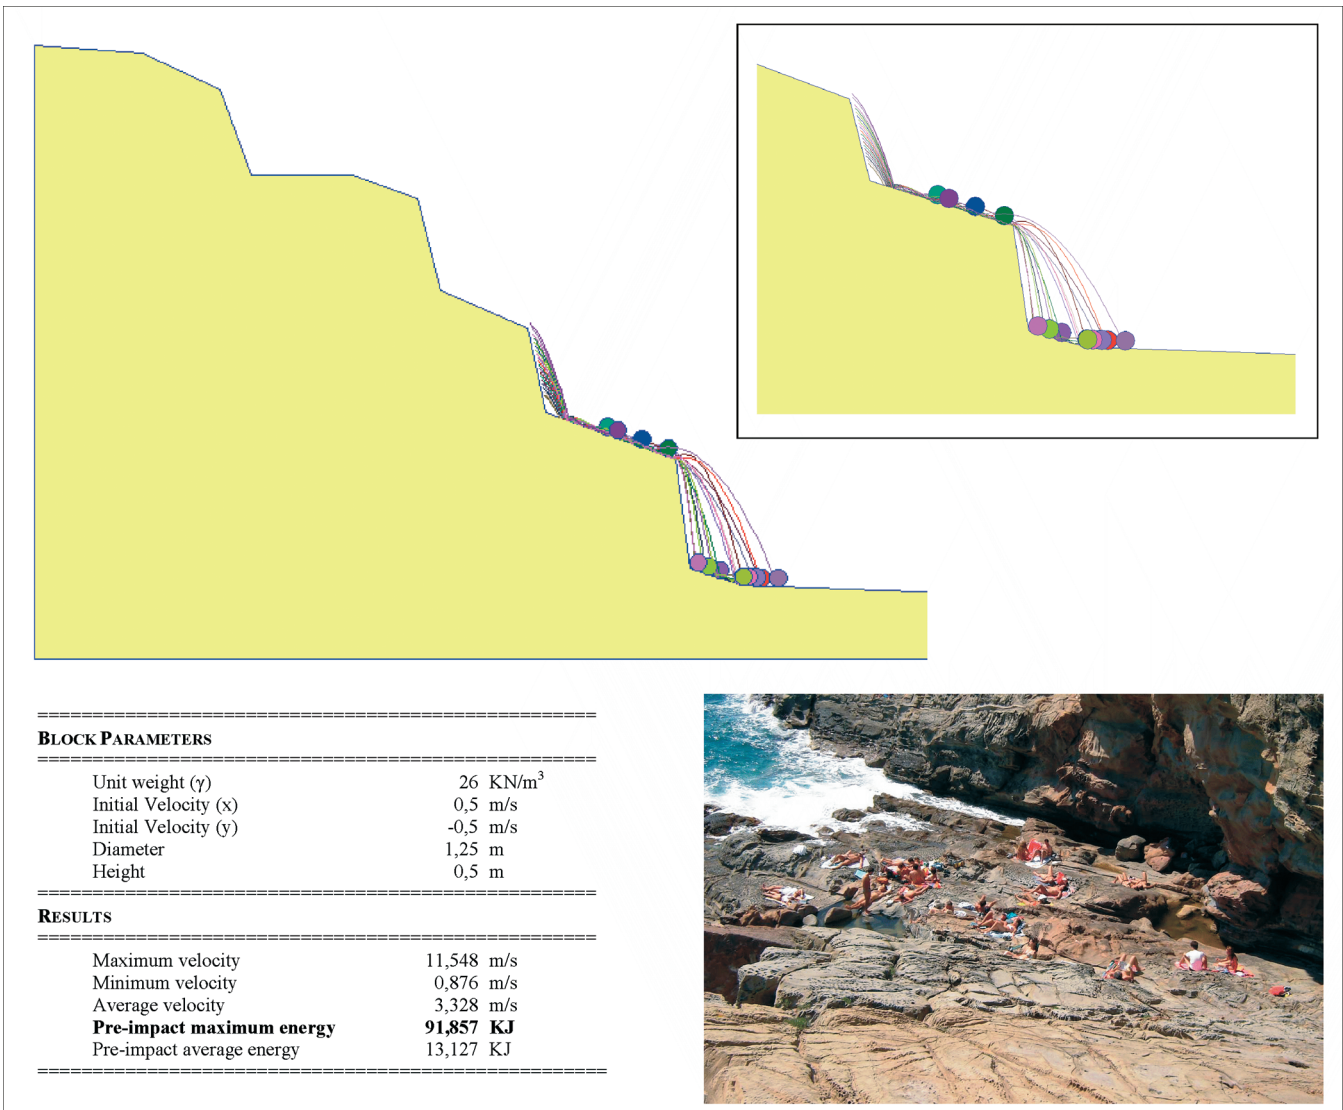 BLOCK PARAMETERS
Unit weight (γ) 26 KN/m³
Initial Velocity (x) 0,5 m/s
Initial Velocity (y) -0,5 m/s
Diameter 1,25 m
Height 0,5 m
RESULTS
Maximum velocity 11,548 m/s
Minimum velocity 0,876 m/s
Average velocity 3,328 m/s
Pre-impact maximum energy 91,857 KJ
Pre-impact average energy 13,127 KJ